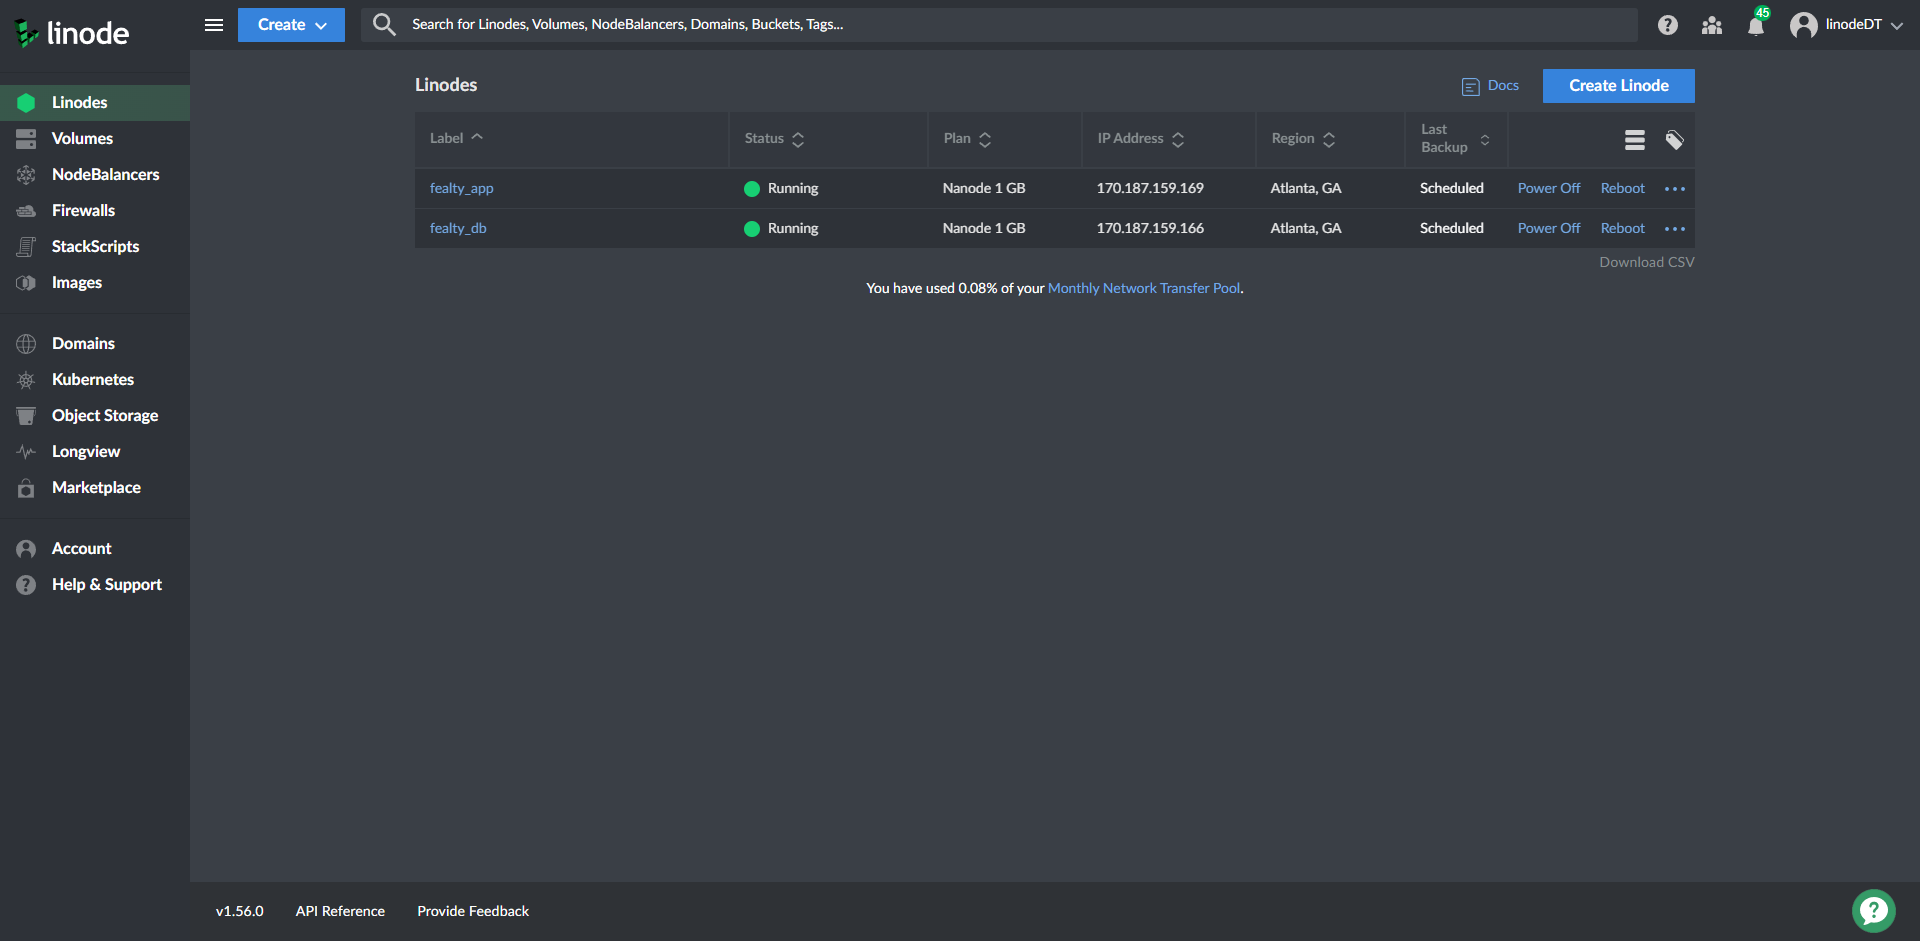 linode
Create
Search for Linodes, Volumes, NodeBalancers, Domains, Buckets, Tags...
45
linodeDT
Linodes
Volumes
NodeBalancers
Firewalls
StackScripts
Images
Domains
Kubernetes
Object Storage
Longview
Marketplace
Account
Help & Support
Linodes
Docs
Create Linode
Label
Status
Plan
IP Address
Region
Last
Backup
fealty_app Running Nanode 1 GB 170.187.159.169 Atlanta, GA Scheduled Power Off Reboot
fealty_db Running Nanode 1 GB 170.187.159.166 Atlanta, GA Scheduled Power Off Reboot
Download CSV
You have used 0.08% of your Monthly Network Transfer Pool.
v1.56.0 API Reference Provide Feedback